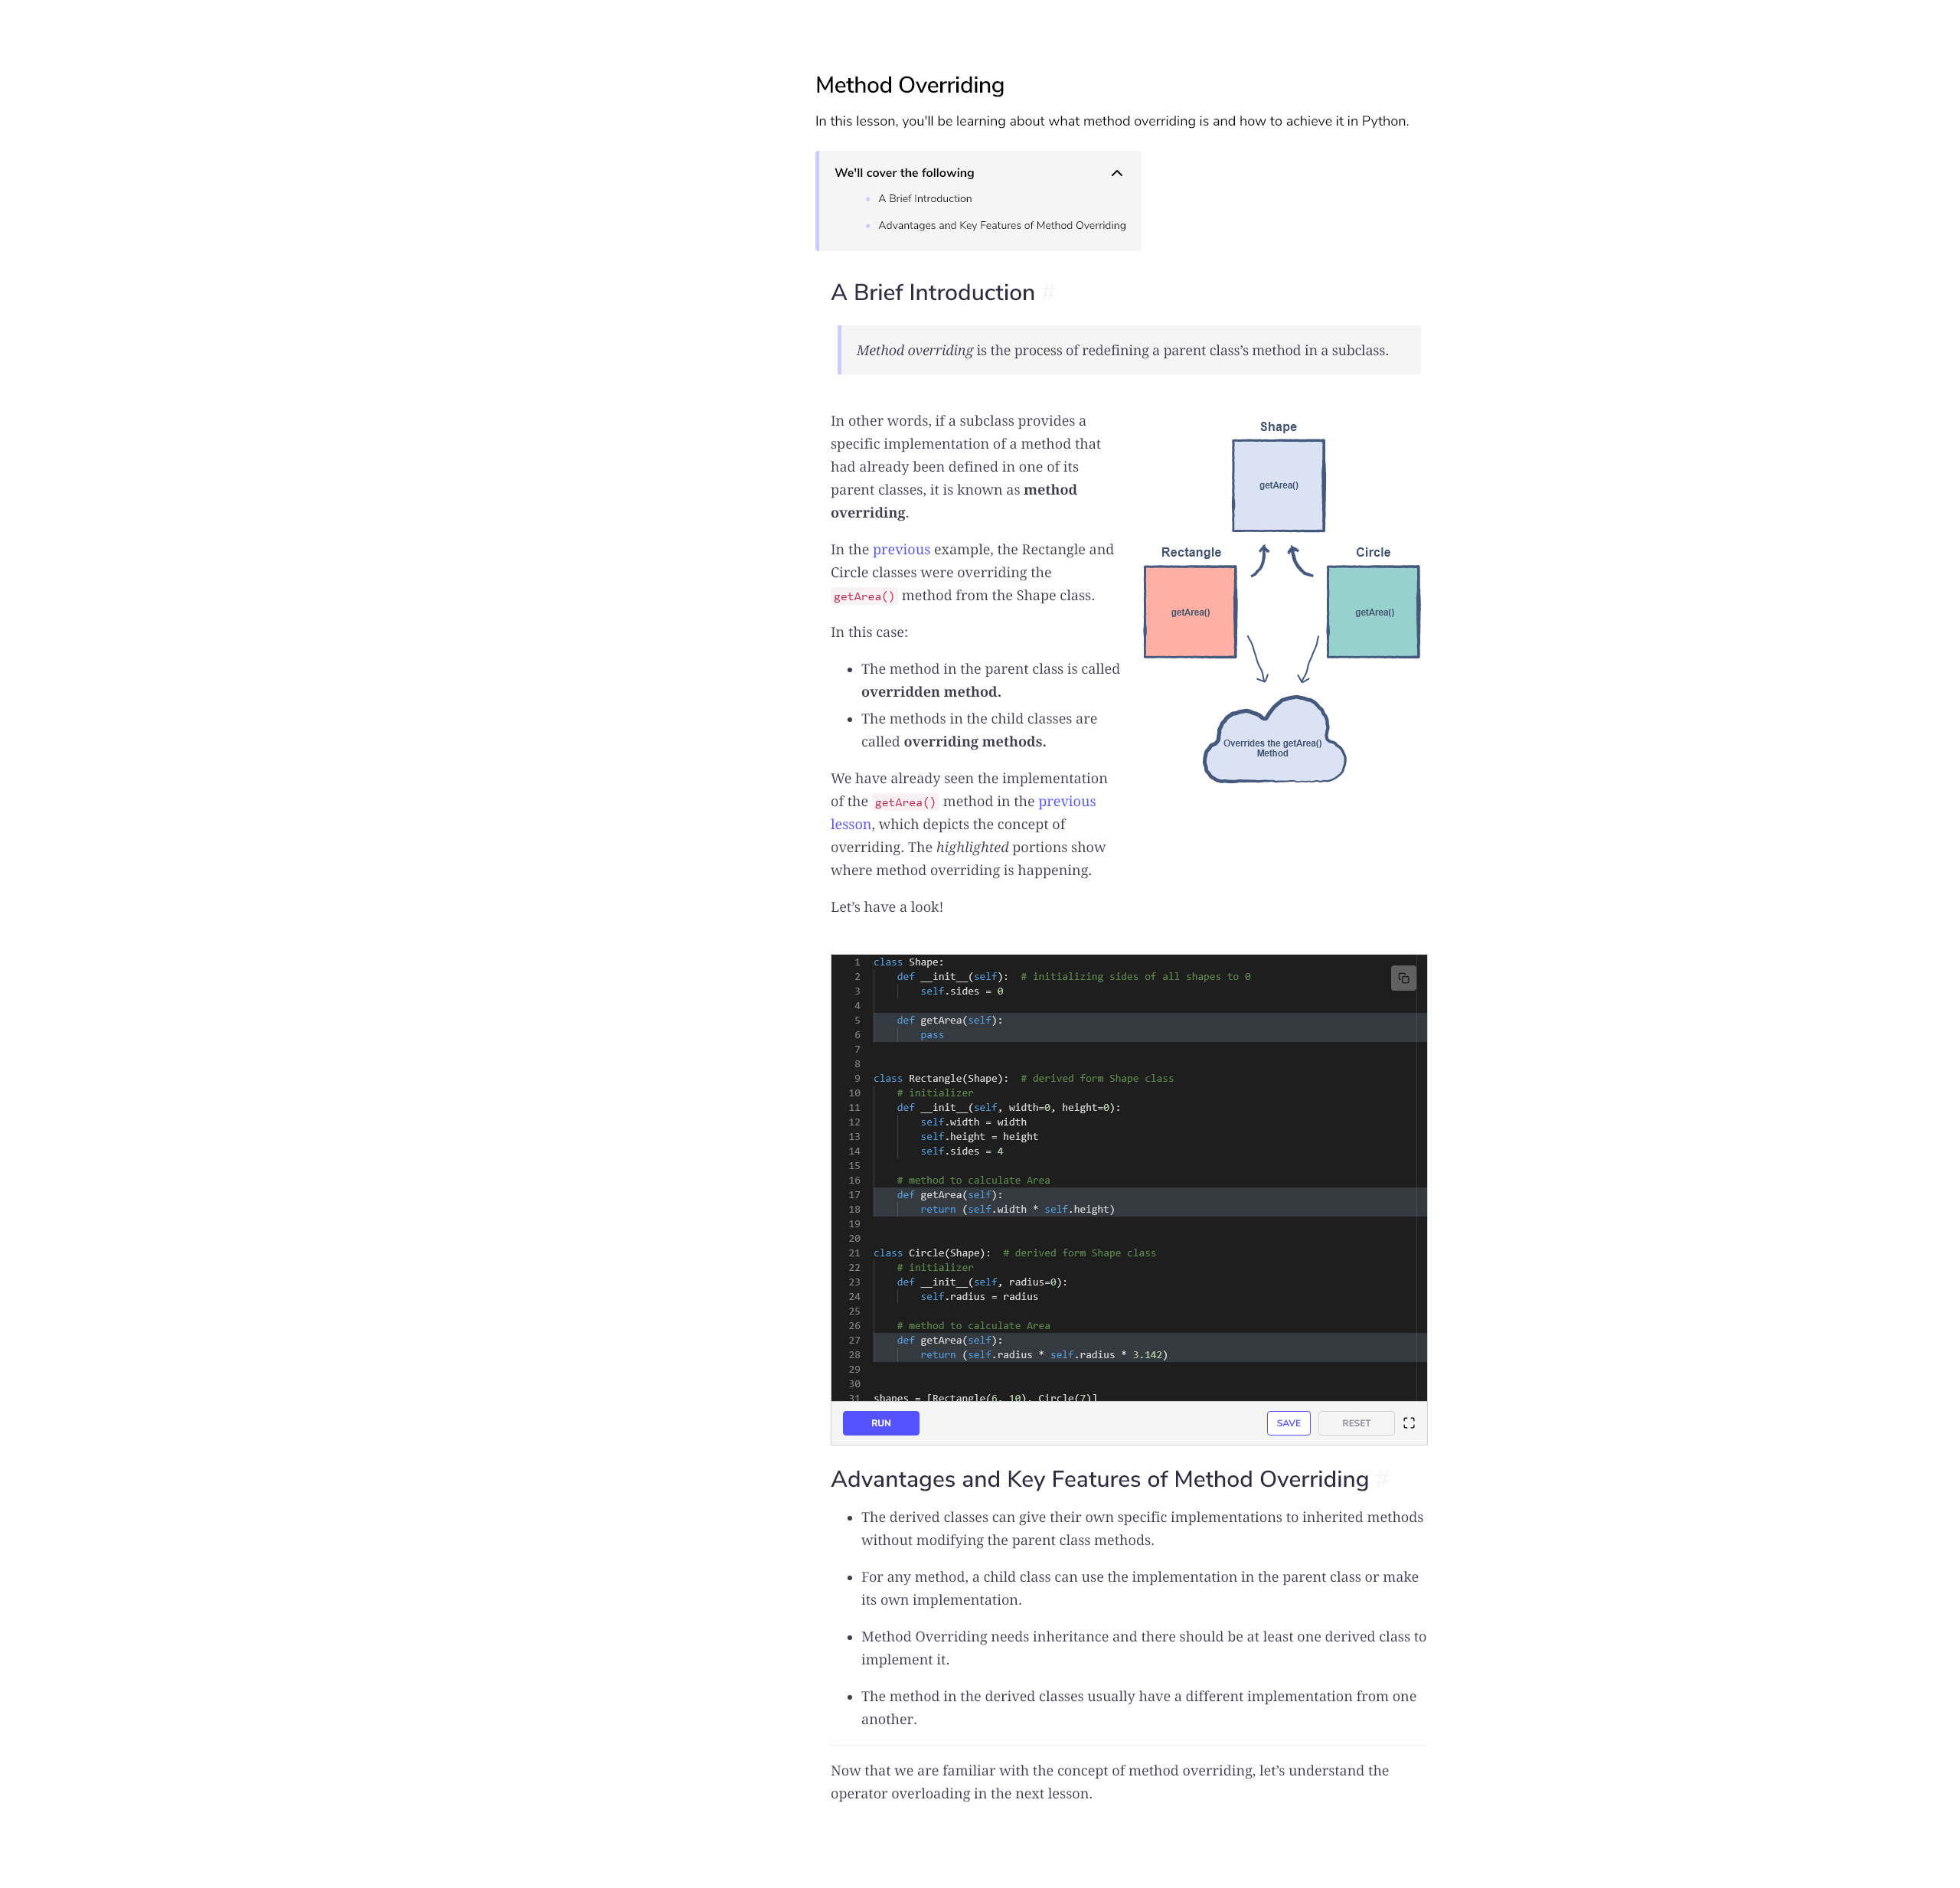 Method Overriding
In this lesson, you'll be learning about what method overriding is and how to achieve it in Python.
We'll cover the following
A Brief Introduction
Advantages and Key Features of Method Overriding
A Brief Introduction #
Method overriding is the process of redefining a parent class’s method in a subclass.
In other words, if a subclass provides a
specific implementation of a method that
had already been defined in one of its
parent classes, it is known as method
overriding.
In the previous example, the Rectangle and
Circle classes were overriding the
getArea() method from the Shape class.
In this case:
• The method in the parent class is called
overridden method.
• The methods in the child classes are
called overriding methods.
We have already seen the implementation
of the getArea() method in the previous
lesson, which depicts the concept of
overriding. The highlighted portions show
where method overriding is happening.
Let’s have a look!
Shape
getArea()
Rectangle
Circle
getArea()
getArea()
Overrides the getArea()
Method
1 class Shape:
2     def __init__(self):  # initializing sides of all shapes to 0
3         self.sides = 0
4
5     def getArea(self):
6         pass
7
8
9 class Rectangle(Shape):  # derived form Shape class
10     # initializer
11     def __init__(self, width=0, height=0):
12         self.width = width
13         self.height = height
14         self.sides = 4
15
16     # method to calculate Area
17     def getArea(self):
18         return (self.width * self.height)
19
20
21 class Circle(Shape):  # derived form Shape class
22     # initializer
23     def __init__(self, radius=0):
24         self.radius = radius
25
26     # method to calculate Area
27     def getArea(self):
28         return (self.radius * self.radius * 3.142)
29
30
31 shapes = [Rectangle(6, 10), Circle(7)]
RUN
SAVE
RESET
Advantages and Key Features of Method Overriding #
• The derived classes can give their own specific implementations to inherited methods
without modifying the parent class methods.
• For any method, a child class can use the implementation in the parent class or make
its own implementation.
• Method Overriding needs inheritance and there should be at least one derived class to
implement it.
• The method in the derived classes usually have a different implementation from one
another.
Now that we are familiar with the concept of method overriding, let’s understand the
operator overloading in the next lesson.